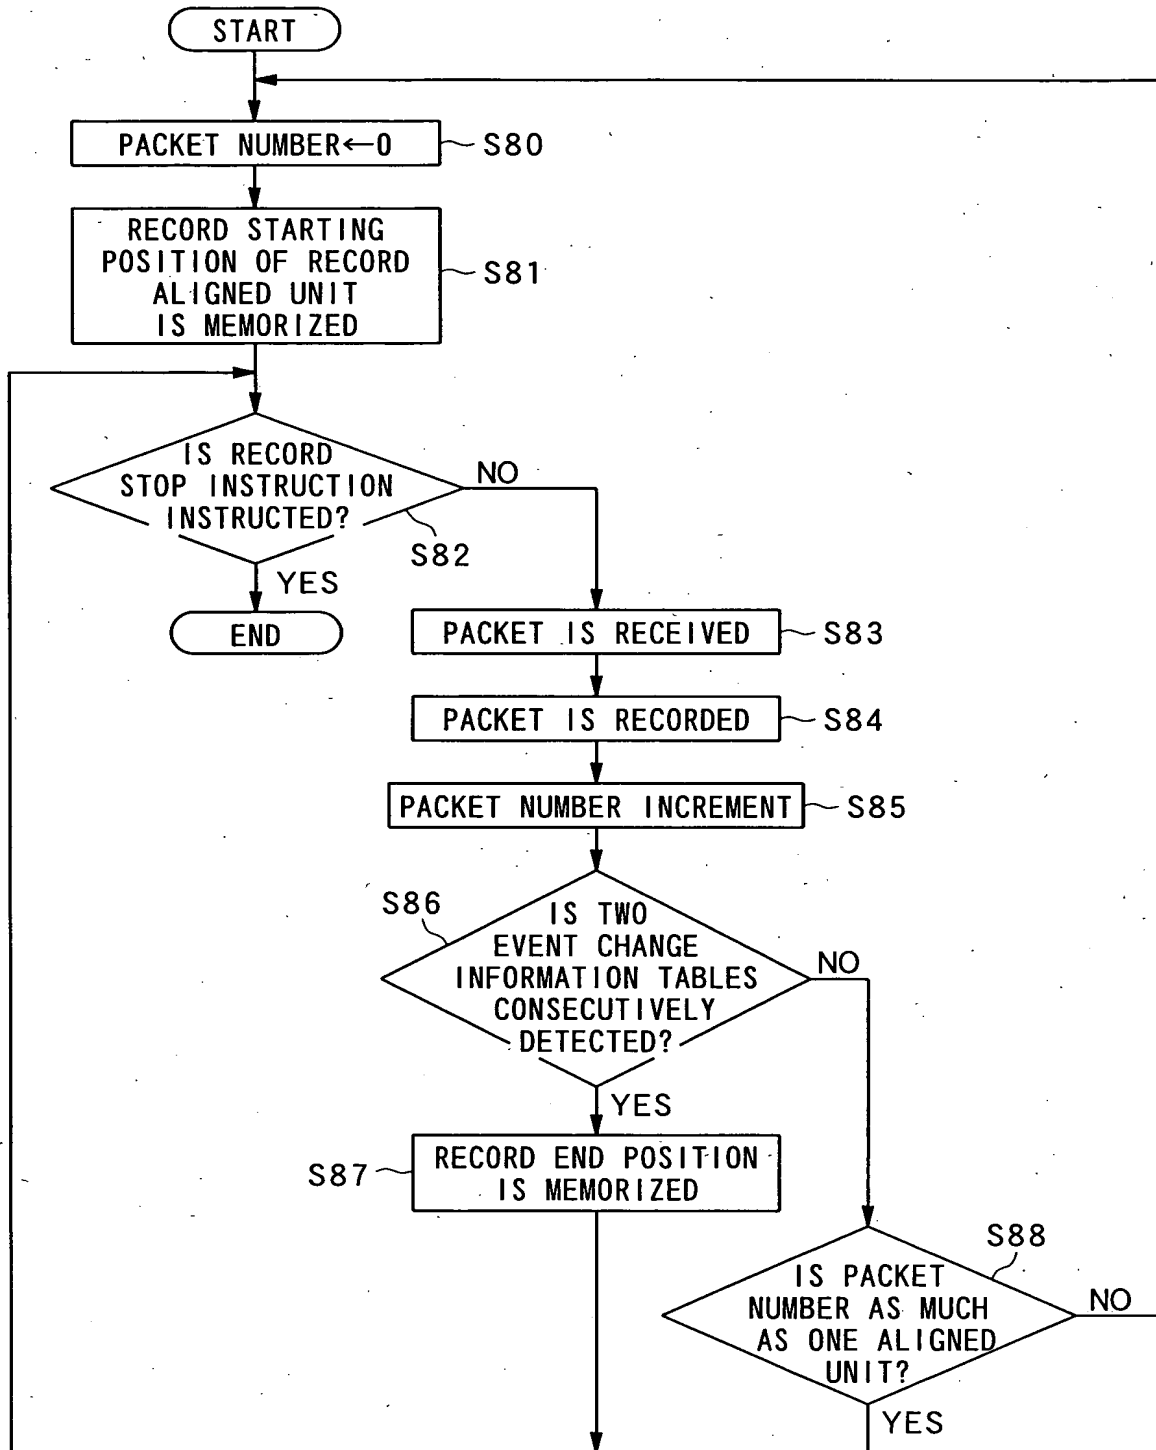 START
PACKET NUMBER←0
S80
RECORD STARTING
POSITION OF RECORD
ALIGNED UNIT
IS MEMORIZED
S81
IS RECORD
STOP INSTRUCTION
INSTRUCTED?
NO
S82
YES
END
PACKET IS RECEIVED
S83
PACKET IS RECORDED
S84
PACKET NUMBER INCREMENT
S85
S86
IS TWO
EVENT CHANGE
INFORMATION TABLES
CONSECUTIVELY
DETECTED?
NO
YES
RECORD END POSITION
IS MEMORIZED
S87
S88
IS PACKET
NUMBER AS MUCH
AS ONE ALIGNED
UNIT?
NO
YES